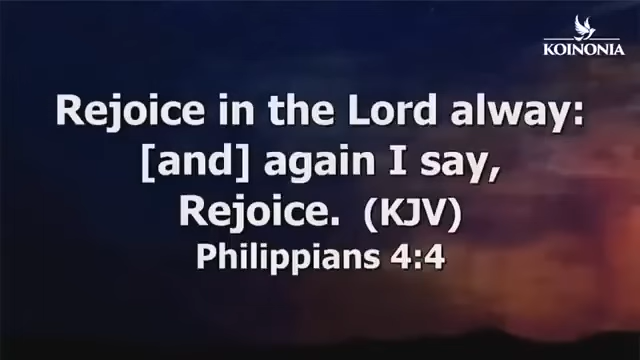 KOINONIA
Rejoice in the Lord alway:
[and] again I say,
Rejoice. (KJV)
Philippians 4:4